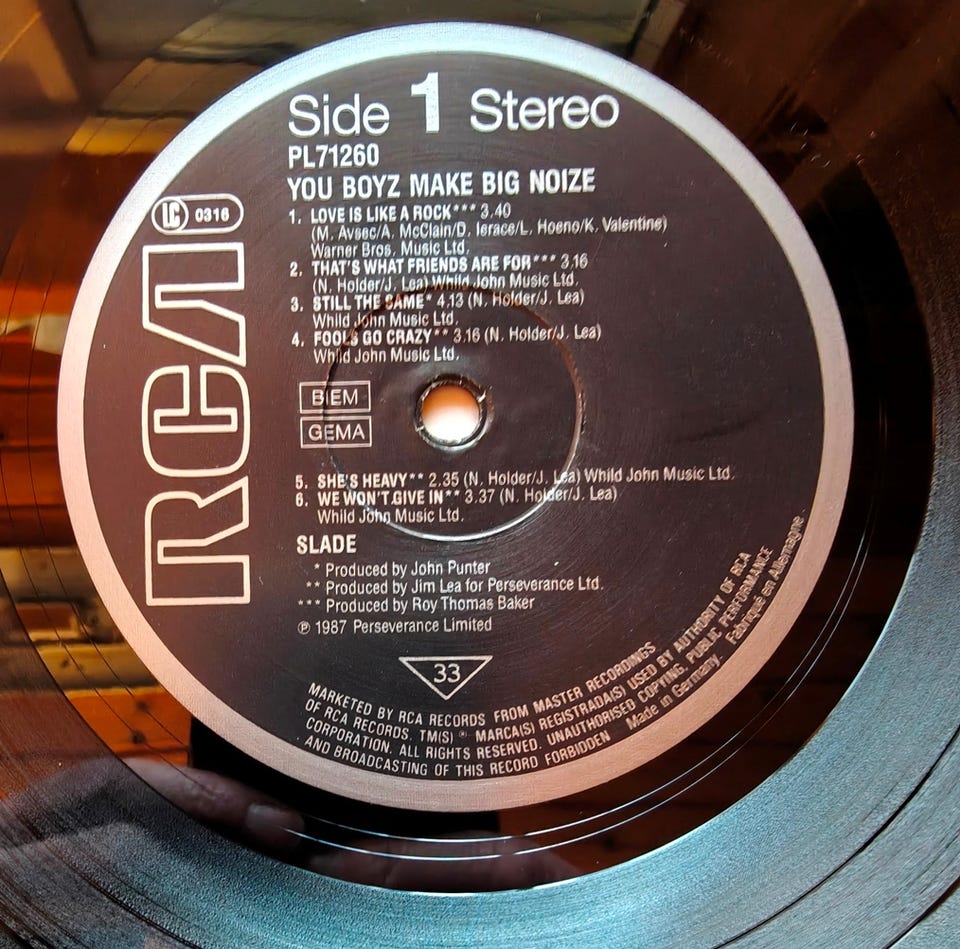 Side 1 Stereo
PL71260
YOU BOYZ MAKE BIG NOIZE
LC 0316
RCA
1. LOVE IS LIKE A ROCK*** 3.40
(M. Avsec/A. McClain/D. Ierace/L. Hoeno/K. Valentine)
Warner Bros. Music Ltd.
2. THAT'S WHAT FRIENDS ARE FOR*** 3.16
(N. Holder/J. Lea) Whild John Music Ltd.
3. STILL THE SAME* 4.13 (N. Holder/J. Lea)
Whild John Music Ltd.
4. FOOLS GO CRAZY** 3.16 (N. Holder/J. Lea)
Whild John Music Ltd.
BIEM
GEMA
5. SHE'S HEAVY** 2.35 (N. Holder/J. Lea) Whild John Music Ltd.
6. WE WON'T GIVE IN** 3.37 (N. Holder/J. Lea)
Whild John Music Ltd.
SLADE
* Produced by John Punter
** Produced by Jim Lea for Perseverance Ltd.
*** Produced by Roy Thomas Baker
℗ 1987 Perseverance Limited
33
MARKETED BY RCA RECORDS FROM MASTER RECORDINGS
OF RCA RECORDS. TM(S) ® MARCA(S) REGISTRADA(S) USED BY AUTHORITY OF RCA
CORPORATION. ALL RIGHTS RESERVED. UNAUTHORISED COPYING, PUBLIC PERFORMANCE
AND BROADCASTING OF THIS RECORD FORBIDDEN Made in Germany. Fabriqué en Allemagne.